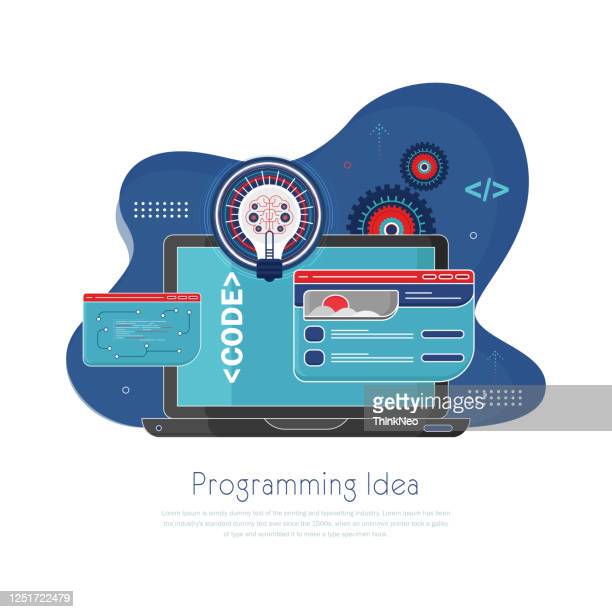 </>
<CODE>
gettyimages
Credit: ThinkNeo
Programming Idea
Lorem Ipsum is simply dummy text of the printing and typesetting industry. Lorem Ipsum has been
the industry's standard dummy text ever since the 1500s, when an unknown printer took a galley
of type and scrambled it to make a type specimen book.
1251722479